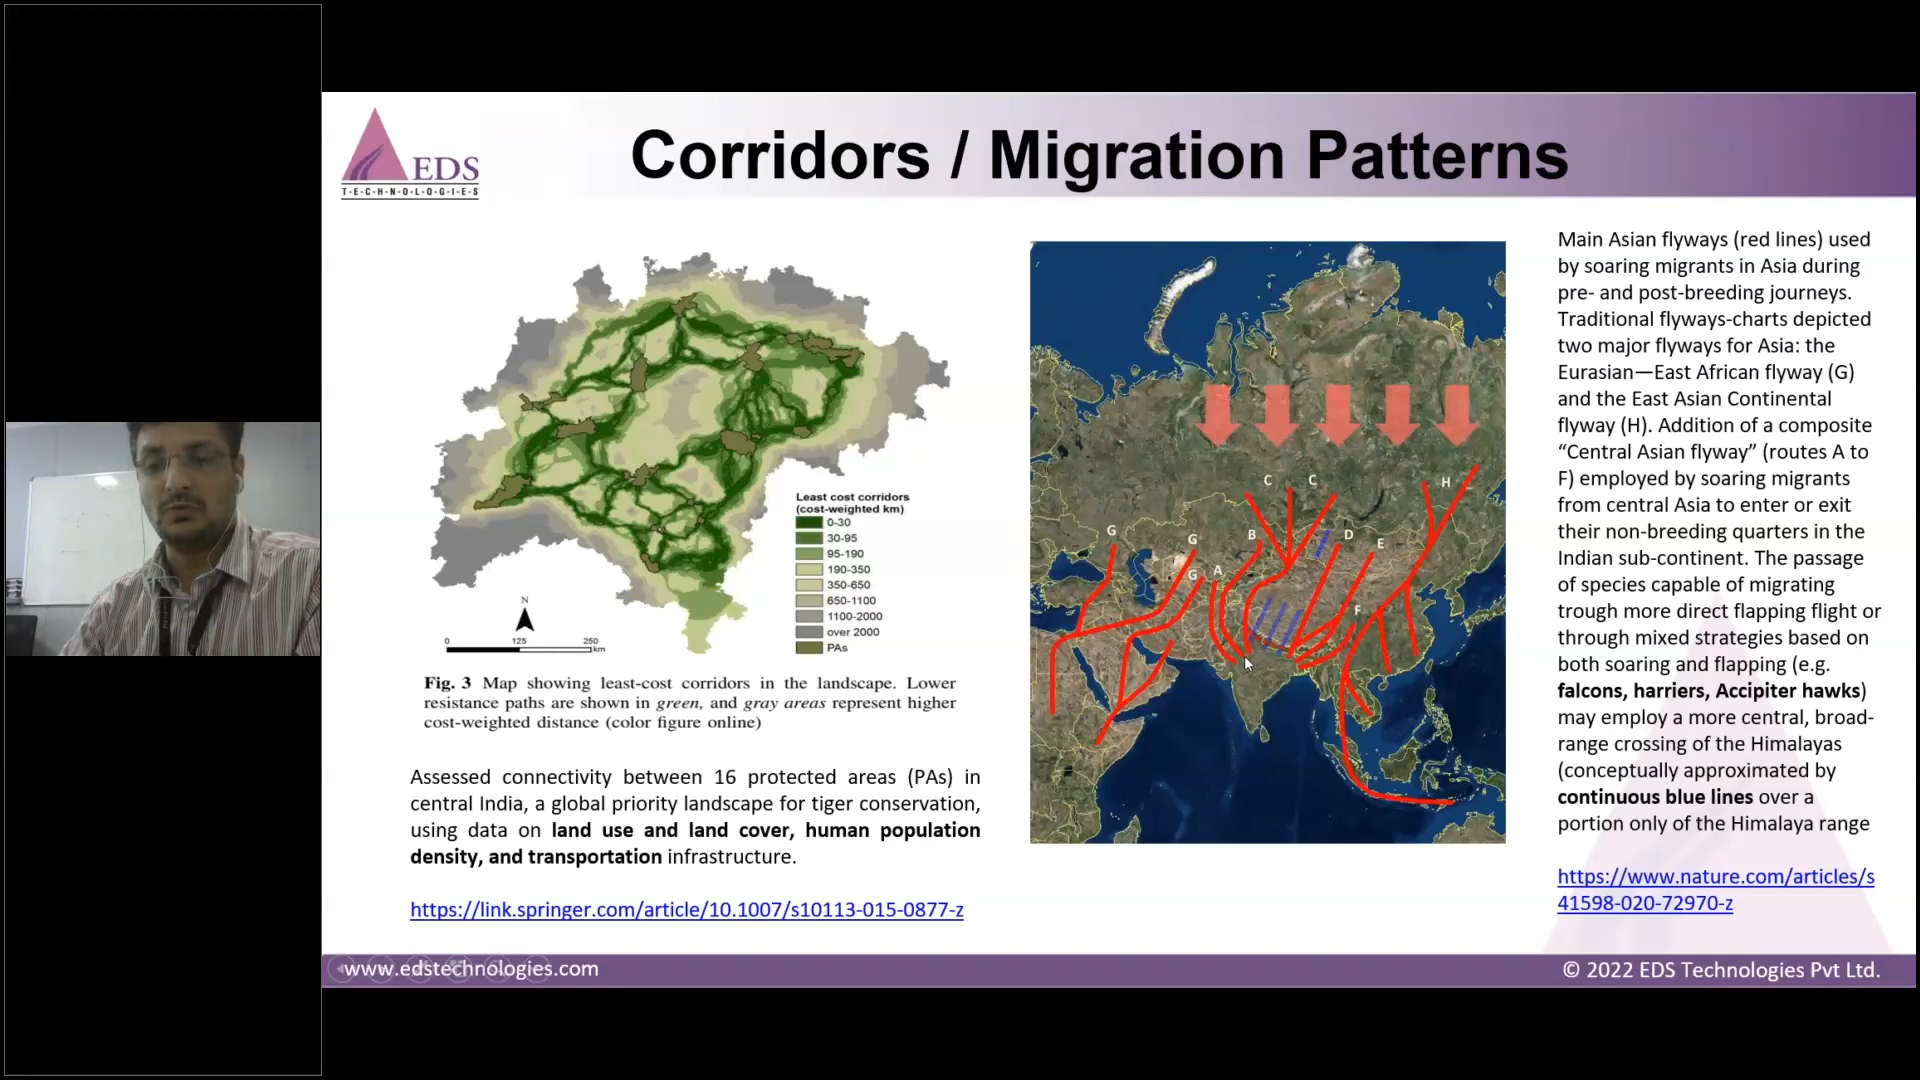 EDS
T·E·C·H·N·O·L·O·G·I·E·S
Corridors / Migration Patterns
Least cost corridors
(cost-weighted km)
0-30
30-95
95-190
190-350
350-650
650-1100
1100-2000
over 2000
PAs
N
0 125 250
km
Fig. 3 Map showing least-cost corridors in the landscape. Lower
resistance paths are shown in green, and gray areas represent higher
cost-weighted distance (color figure online)
Assessed connectivity between 16 protected areas (PAs) in
central India, a global priority landscape for tiger conservation,
using data on land use and land cover, human population
density, and transportation infrastructure.
https://link.springer.com/article/10.1007/s10113-015-0877-z
C C H
G G B D E
G A
F
Main Asian flyways (red lines) used
by soaring migrants in Asia during
pre- and post-breeding journeys.
Traditional flyways-charts depicted
two major flyways for Asia: the
Eurasian—East African flyway (G)
and the East Asian Continental
flyway (H). Addition of a composite
“Central Asian flyway” (routes A to
F) employed by soaring migrants
from central Asia to enter or exit
their non-breeding quarters in the
Indian sub-continent. The passage
of species capable of migrating
trough more direct flapping flight or
through mixed strategies based on
both soaring and flapping (e.g.
falcons, harriers, Accipiter hawks)
may employ a more central, broad-
range crossing of the Himalayas
(conceptually approximated by
continuous blue lines over a
portion only of the Himalaya range
https://www.nature.com/articles/s
41598-020-72970-z
www.edstechnologies.com
© 2022 EDS Technologies Pvt Ltd.